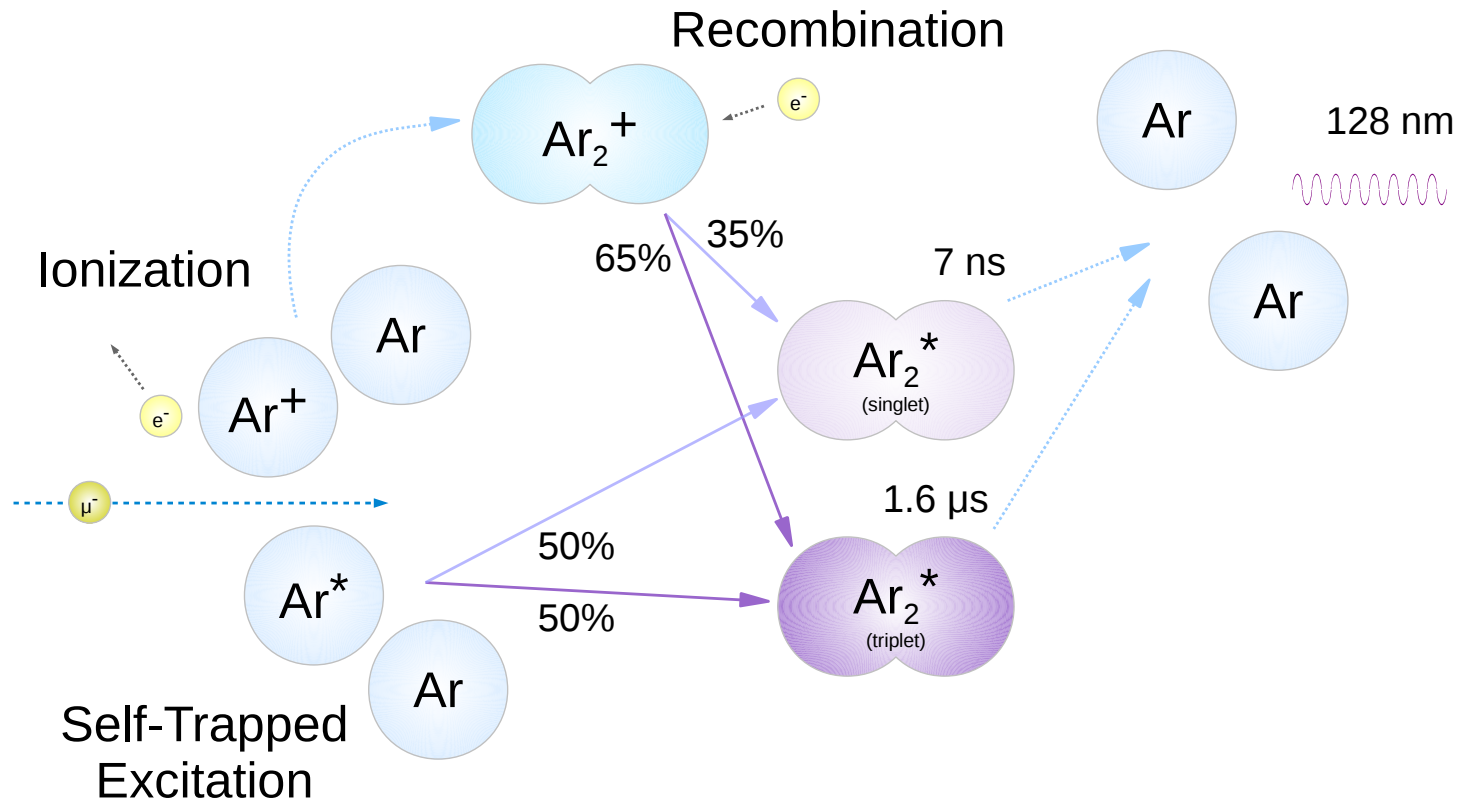 Recombination
Ar₂⁺
e⁻
Ar
128 nm
65%
35%
Ionization
7 ns
Ar
Ar
Ar⁺
e⁻
Ar₂*
(singlet)
μ⁻
1.6 μs
50%
50%
Ar*
Ar₂*
(triplet)
Ar
Self-Trapped
Excitation